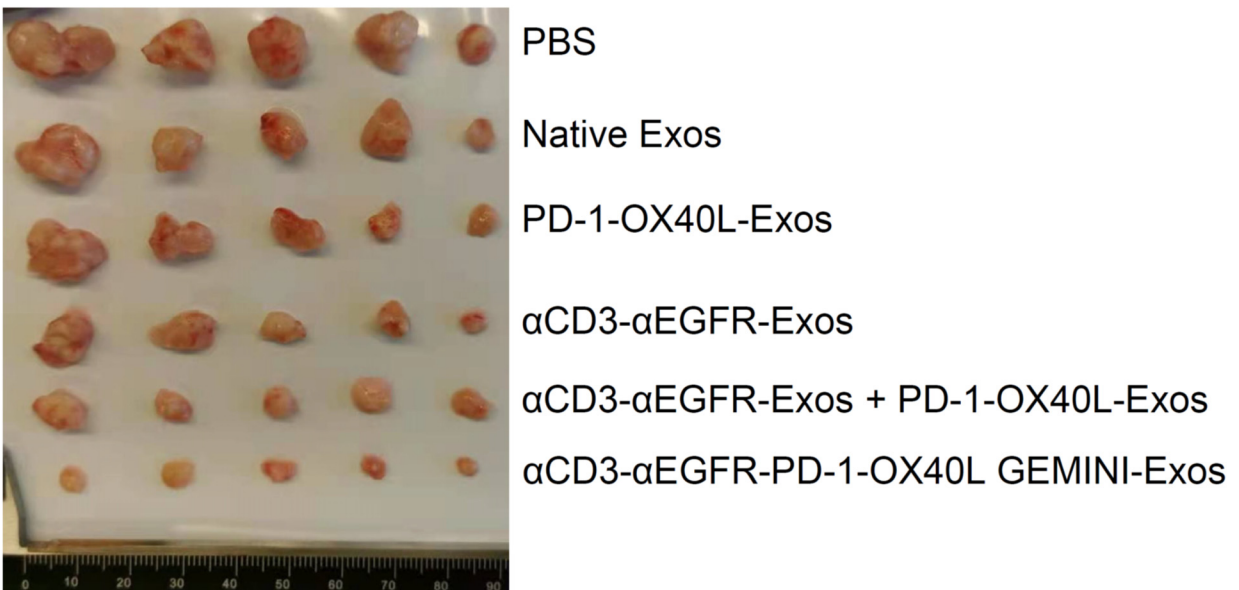 PBS
Native Exos
PD-1-OX40L-Exos
αCD3-αEGFR-Exos
αCD3-αEGFR-Exos + PD-1-OX40L-Exos
αCD3-αEGFR-PD-1-OX40L GEMINI-Exos
0 10 20 30 40 50 60 70 80 90